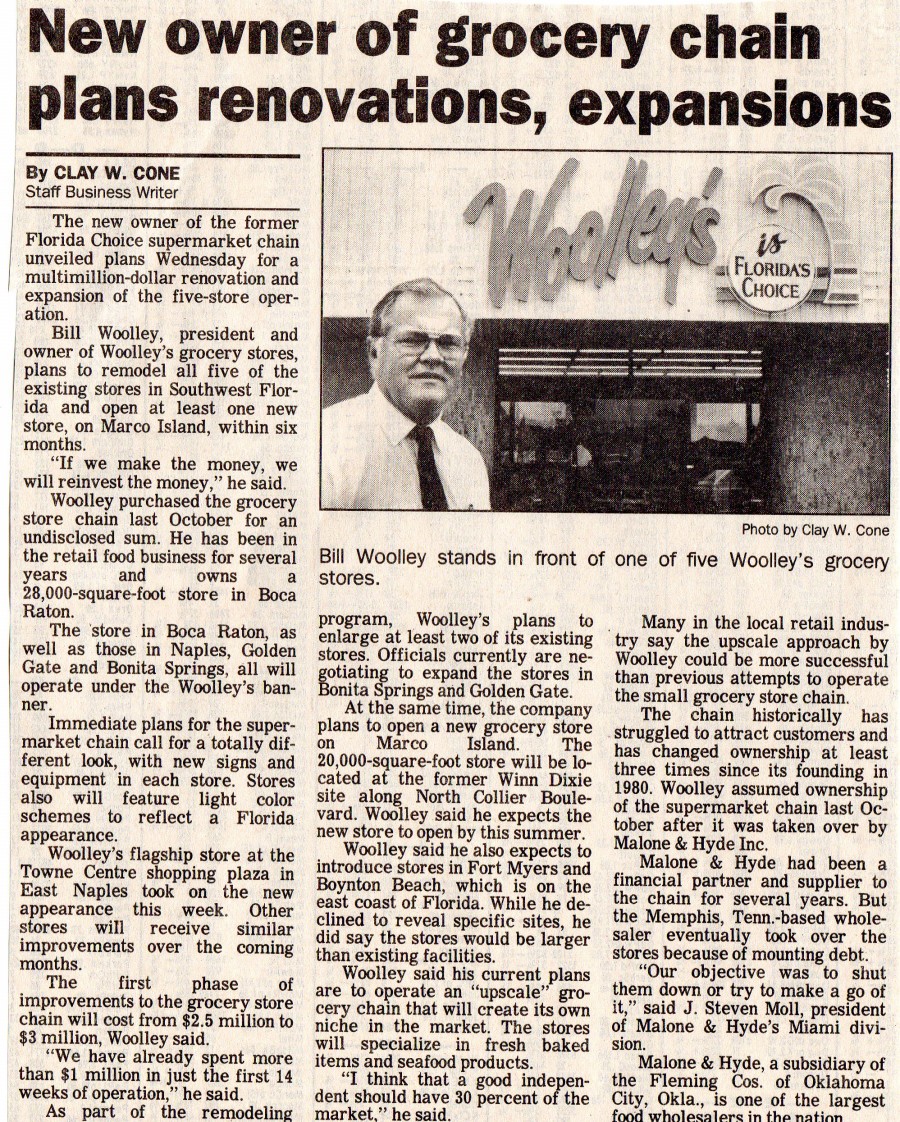 New owner of grocery chain
plans renovations, expansions
By CLAY W. CONE
Staff Business Writer
The new owner of the former
Florida Choice supermarket chain
unveiled plans Wednesday for a
multimillion-dollar renovation and
expansion of the five-store oper-
ation.
Bill Woolley, president and
owner of Woolley's grocery stores,
plans to remodel all five of the
existing stores in Southwest Flor-
ida and open at least one new
store, on Marco Island, within six
months.
"If we make the money, we
will reinvest the money," he said.
Woolley purchased the grocery
store chain last October for an
undisclosed sum. He has been in
the retail food business for several
years and owns a
28,000-square-foot store in Boca
Raton.
The store in Boca Raton, as
well as those in Naples, Golden
Gate and Bonita Springs, all will
operate under the Woolley's ban-
ner.
Immediate plans for the super-
market chain call for a totally dif-
ferent look, with new signs and
equipment in each store. Stores
also will feature light color
schemes to reflect a Florida
appearance.
Woolley's flagship store at the
Towne Centre shopping plaza in
East Naples took on the new
appearance this week. Other
stores will receive similar
improvements over the coming
months.
The first phase of
improvements to the grocery store
chain will cost from $2.5 million to
$3 million, Woolley said.
"We have already spent more
than $1 million in just the first 14
weeks of operation," he said.
As part of the remodeling
Woolley's
is
FLORIDA'S
CHOICE
Photo by Clay W. Cone
Bill Woolley stands in front of one of five Woolley's grocery
stores.
program, Woolley's plans to
enlarge at least two of its existing
stores. Officials currently are ne-
gotiating to expand the stores in
Bonita Springs and Golden Gate.
At the same time, the company
plans to open a new grocery store
on Marco Island. The
20,000-square-foot store will be lo-
cated at the former Winn Dixie
site along North Collier Boule-
vard. Woolley said he expects the
new store to open by this summer.
Woolley said he also expects to
introduce stores in Fort Myers and
Boynton Beach, which is on the
east coast of Florida. While he de-
clined to reveal specific sites, he
did say the stores would be larger
than existing facilities.
Woolley said his current plans
are to operate an "upscale" gro-
cery chain that will create its own
niche in the market. The stores
will specialize in fresh baked
items and seafood products.
"I think that a good indepen-
dent should have 30 percent of the
market," he said.
Many in the local retail indus-
try say the upscale approach by
Woolley could be more successful
than previous attempts to operate
the small grocery store chain.
The chain historically has
struggled to attract customers and
has changed ownership at least
three times since its founding in
1980. Woolley assumed ownership
of the supermarket chain last Oc-
tober after it was taken over by
Malone & Hyde Inc.
Malone & Hyde had been a
financial partner and supplier to
the chain for several years. But
the Memphis, Tenn.-based whole-
saler eventually took over the
stores because of mounting debt.
"Our objective was to shut
them down or try to make a go of
it," said J. Steven Moll, president
of Malone & Hyde's Miami divi-
sion.
Malone & Hyde, a subsidiary of
the Fleming Cos. of Oklahoma
City, Okla., is one of the largest
food wholesalers in the nation